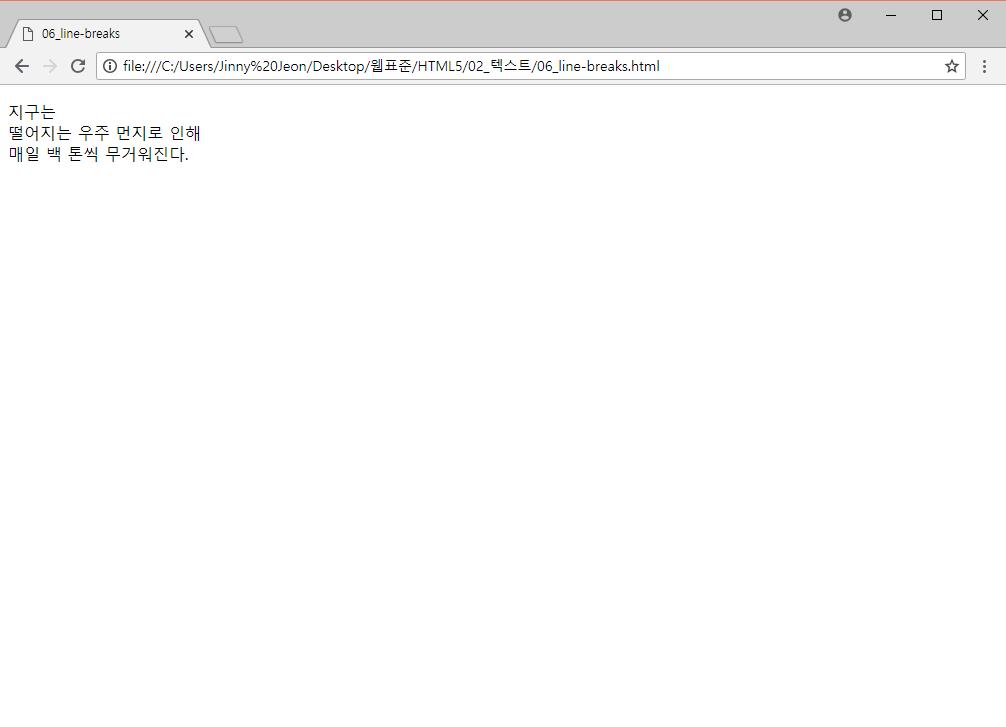 06_line-breaks
file:///C:/Users/Jinny%20Jeon/Desktop/웹표준/HTML5/02_텍스트/06_line-breaks.html
지구는
떨어지는 우주 먼지로 인해
매일 백 톤씩 무거워진다.